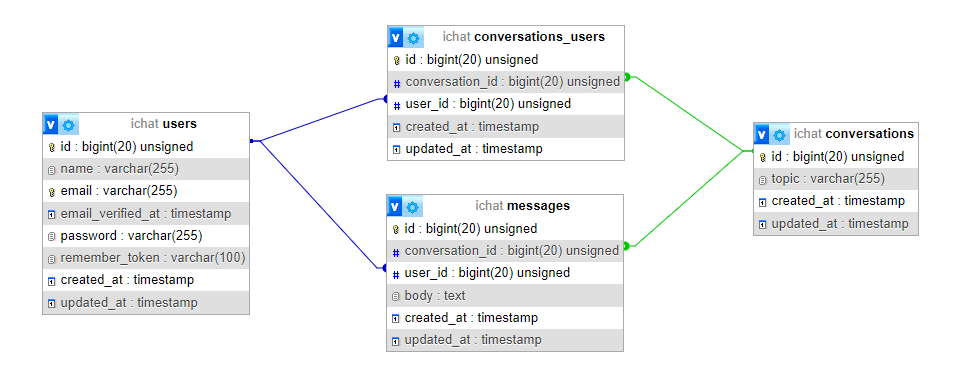 v ichat users
id : bigint(20) unsigned
name : varchar(255)
email : varchar(255)
email_verified_at : timestamp
password : varchar(255)
remember_token : varchar(100)
created_at : timestamp
updated_at : timestamp
v ichat conversations_users
id : bigint(20) unsigned
# conversation_id : bigint(20) unsigned
# user_id : bigint(20) unsigned
created_at : timestamp
updated_at : timestamp
v ichat messages
id : bigint(20) unsigned
# conversation_id : bigint(20) unsigned
# user_id : bigint(20) unsigned
body : text
created_at : timestamp
updated_at : timestamp
v ichat conversations
id : bigint(20) unsigned
topic : varchar(255)
created_at : timestamp
updated_at : timestamp